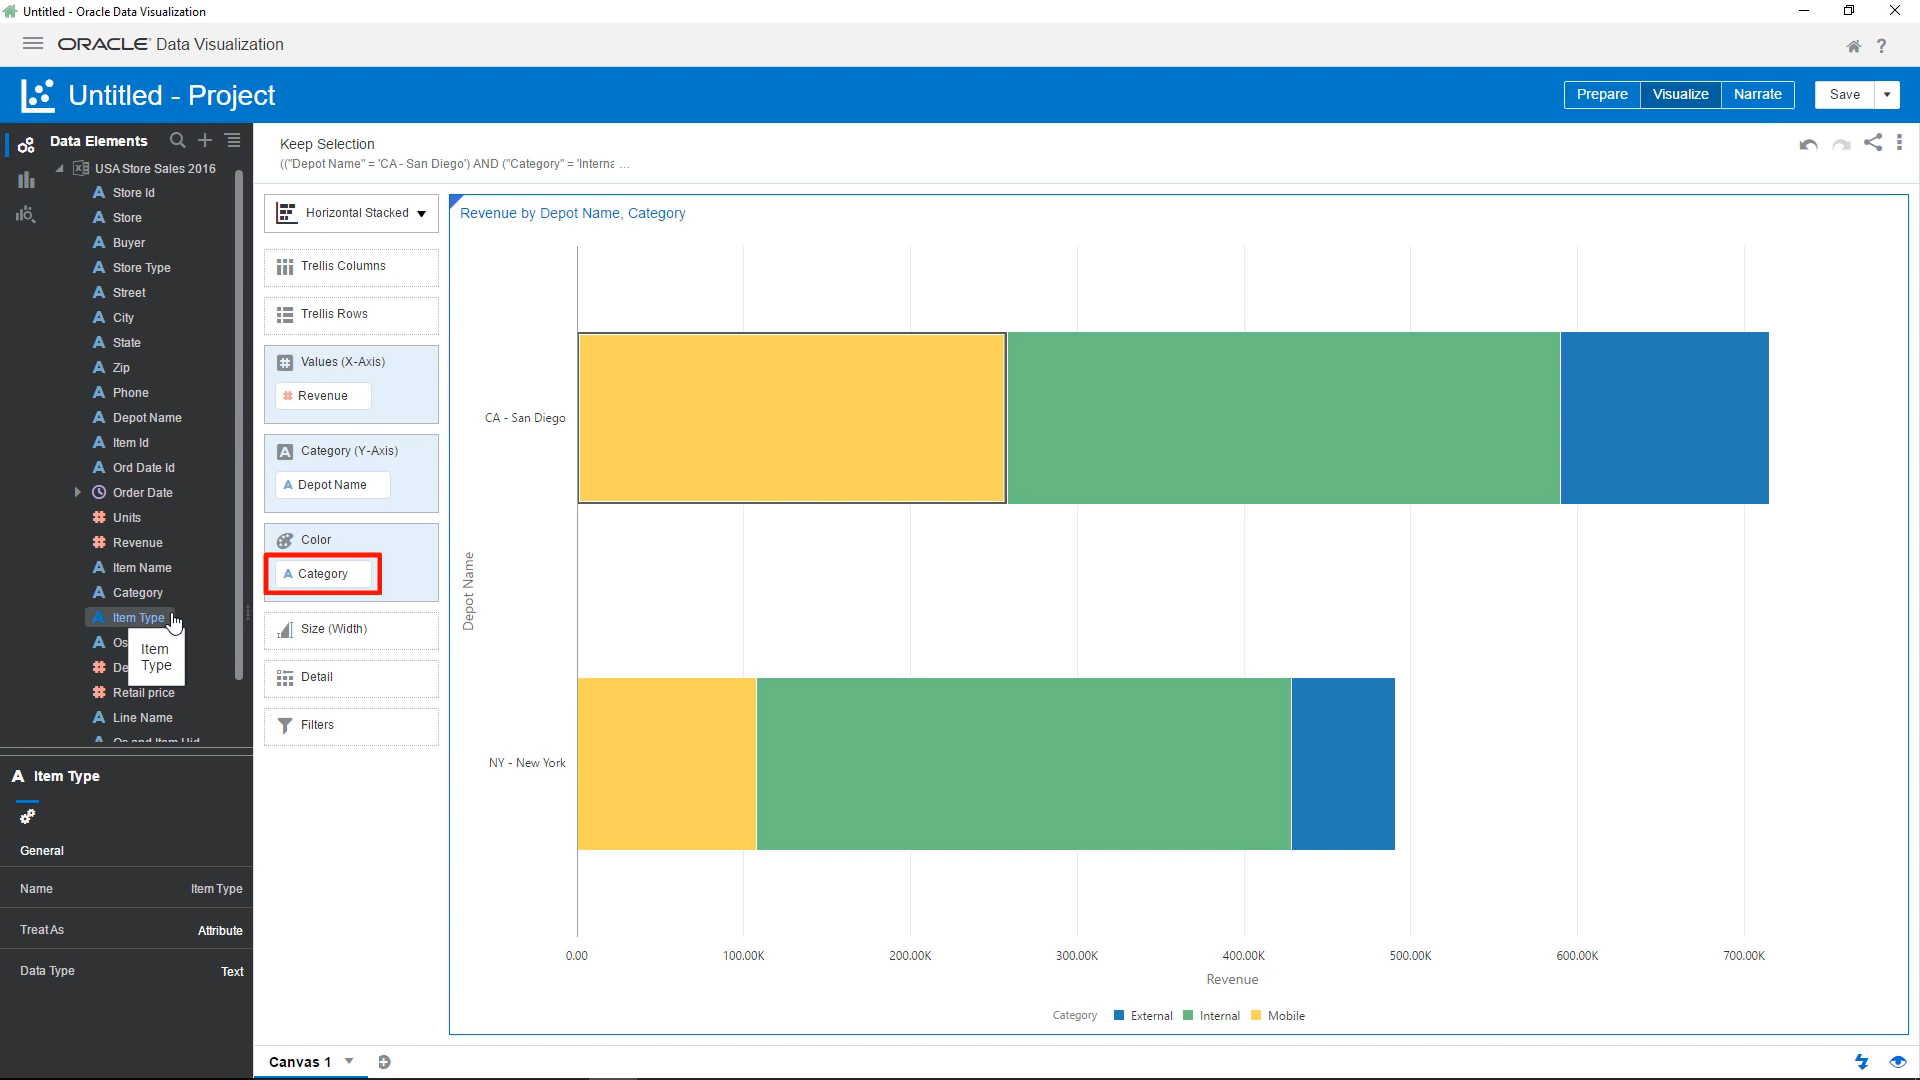 Untitled - Oracle Data Visualization
ORACLE Data Visualization
?
Untitled - Project
Prepare
Visualize
Narrate
Save
Data Elements
USA Store Sales 2016
A Store Id
A Store
A Buyer
A Store Type
A Street
A City
A State
A Zip
A Phone
A Depot Name
A Item Id
A Ord Date Id
Order Date
# Units
# Revenue
A Item Name
A Category
A Item Type
A Os
# De
Item
Type
# Retail price
A Line Name
A Item Type
General
Name Item Type
Treat As Attribute
Data Type Text
Keep Selection
(("Depot Name" = 'CA - San Diego') AND ("Category" = 'Interna ...
Horizontal Stacked
Trellis Columns
Trellis Rows
# Values (X-Axis)
# Revenue
A Category (Y-Axis)
A Depot Name
Color
A Category
Size (Width)
Detail
Filters
Revenue by Depot Name, Category
CA - San Diego
Depot Name
NY - New York
0.00 100.00K 200.00K 300.00K 400.00K 500.00K 600.00K 700.00K
Revenue
Category External Internal Mobile
Canvas 1